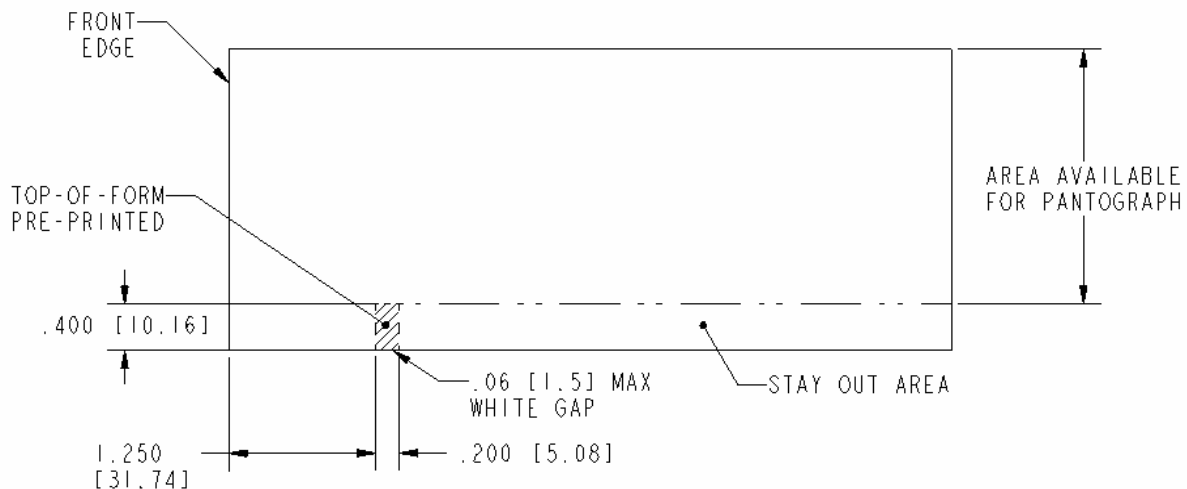 FRONT
EDGE
AREA AVAILABLE
FOR PANTOGRAPH
TOP-OF-FORM
PRE-PRINTED
.400 [10.16]
.06 [1.5] MAX
WHITE GAP
STAY OUT AREA
1.250
[31.74]
.200 [5.08]